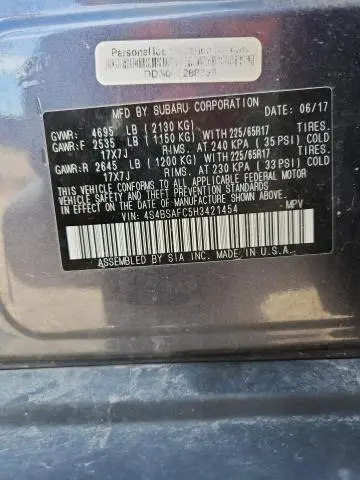 MFD BY SUBARU CORPORATION DATE 06/17
GVWR: 4695 LB (2130 KG)
GAWR:F 2535 LB (1150 KG) WITH 225/65R17 TIRES.
17X7J RIMS. AT 240 KPA (35 PSI) COLD
GAWR:R 2645 LB (1200 KG) WITH 225/65R17 TIRES.
17X7J RIMS. AT 230 KPA (33 PSI) COLD
THIS VEHICLE CONFORMS TO ALL APPLICABLE FEDERAL MOTOR
VEHICLE SAFETY, BUMPER, AND THEFT PREVENTION STANDARDS
IN EFFECT ON THE DATE OF MANUFACTURE SHOWN ABOVE.
VIN: 4S4BSAFC5H3421454 MPV
ASSEMBLED BY SIA INC. MADE IN U.S.A.